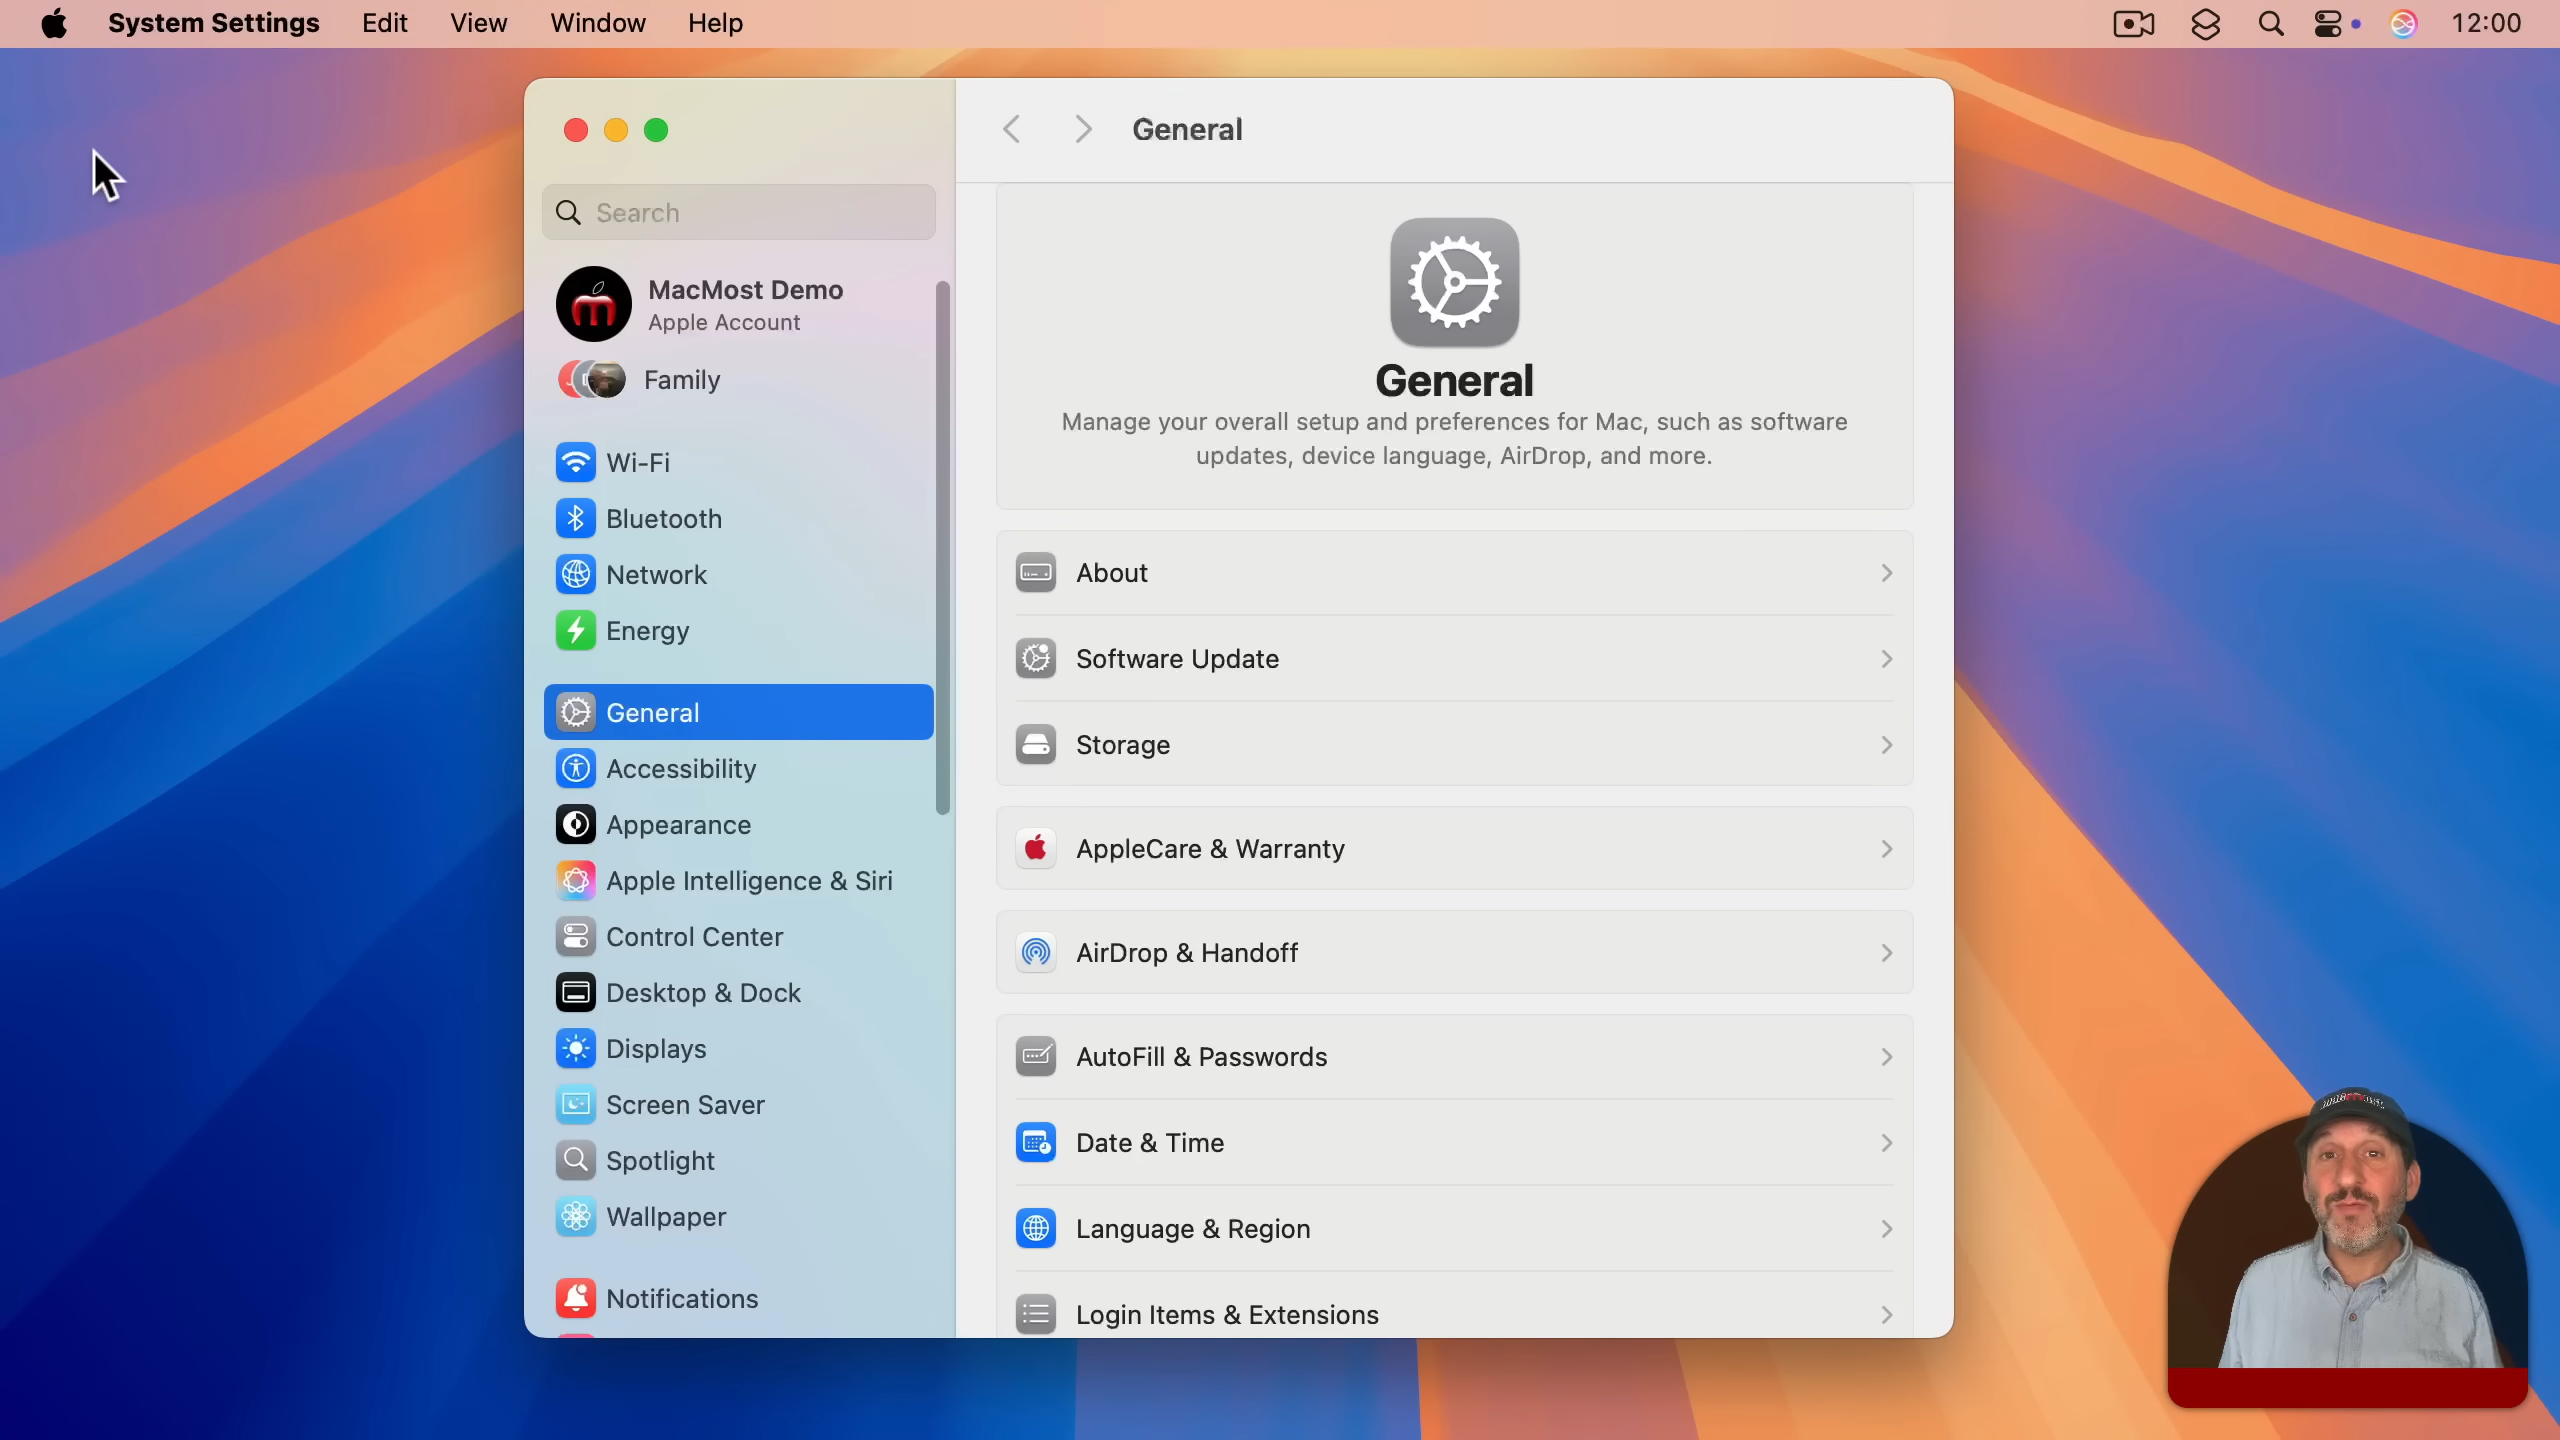 System Settings Edit View Window Help 12:00
General
Search
MacMost Demo
Apple Account
Family
Wi-Fi
Bluetooth
Network
Energy
General
Accessibility
Appearance
Apple Intelligence & Siri
Control Center
Desktop & Dock
Displays
Screen Saver
Spotlight
Wallpaper
Notifications
General
Manage your overall setup and preferences for Mac, such as software
updates, device language, AirDrop, and more.
About
Software Update
Storage
AppleCare & Warranty
AirDrop & Handoff
AutoFill & Passwords
Date & Time
Language & Region
Login Items & Extensions